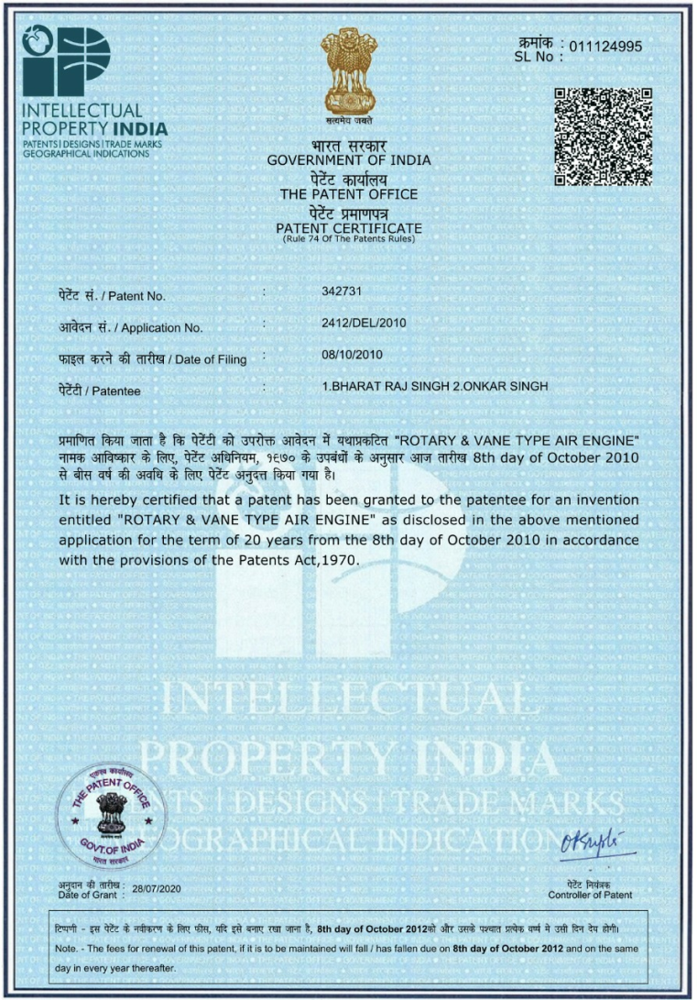 क्रमांक : 011124995
SL No :
INTELLECTUAL
PROPERTY INDIA
PATENTS | DESIGNS | TRADE MARKS
GEOGRAPHICAL INDICATIONS
सत्यमेव जयते
भारत सरकार
GOVERNMENT OF INDIA
पेटेंट कार्यालय
THE PATENT OFFICE
पेटेंट प्रमाणपत्र
PATENT CERTIFICATE
(Rule 74 Of The Patents Rules)
पेटेंट सं. / Patent No. : 342731
आवेदन सं. / Application No. : 2412/DEL/2010
फाइल करने की तारीख / Date of Filing : 08/10/2010
पेटेंटी / Patentee : 1.BHARAT RAJ SINGH 2.ONKAR SINGH
प्रमाणित किया जाता है कि पेटेंटी को उपरोक्त आवेदन में यथाप्रकटित "ROTARY & VANE TYPE AIR ENGINE"
नामक आविष्कार के लिए, पेटेंट अधिनियम, १९७० के उपबंधों के अनुसार आज तारीख 8th day of October 2010
से बीस वर्ष की अवधि के लिए पेटेंट अनुदत्त किया गया है।
It is hereby certified that a patent has been granted to the patentee for an invention
entitled "ROTARY & VANE TYPE AIR ENGINE" as disclosed in the above mentioned
application for the term of 20 years from the 8th day of October 2010 in accordance
with the provisions of the Patents Act,1970.
INTELLECTUAL
PROPERTY INDIA
DESIGNS | TRADE MARKS
THE PATENT OFFICE
GOVT.OF INDIA
भारत सरकार
अनुदान की तारीख :
Date of Grant : 28/07/2020
पेटेंट नियंत्रक
Controller of Patent
टिप्पणी - इस पेटेंट के नवीकरण के लिए फीस, यदि इसे बनाए रखा जाना है, 8th day of October 2012को और उसके पश्चात प्रत्येक वर्ष मे उसी दिन देय होगी।
Note. - The fees for renewal of this patent, if it is to be maintained will fall / has fallen due on 8th day of October 2012 and on the same
day in every year thereafter.